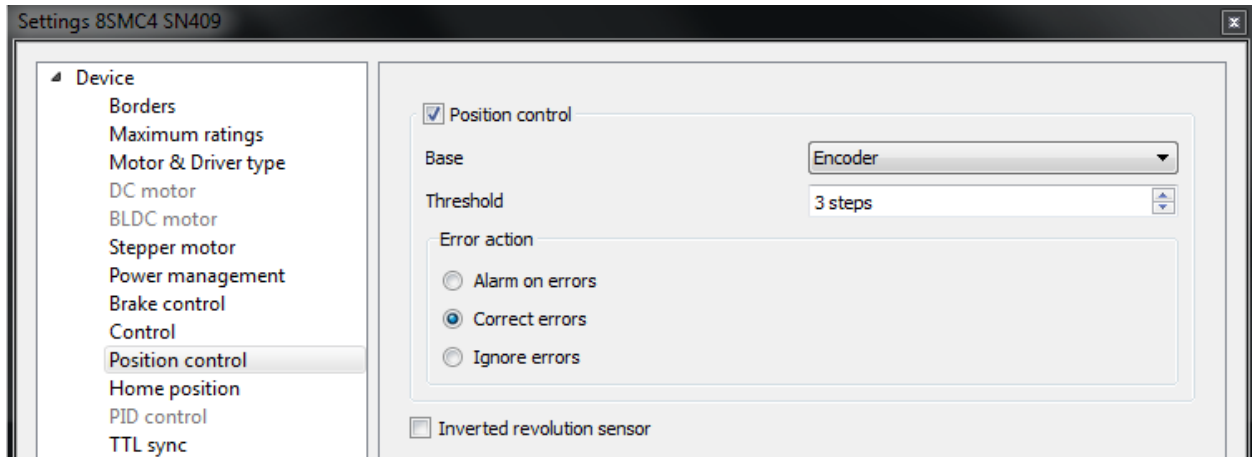 Settings 8SMC4 SN409
Device
Borders
Maximum ratings
Motor & Driver type
DC motor
BLDC motor
Stepper motor
Power management
Brake control
Control
Position control
Home position
PID control
TTL sync
Position control
Base
Encoder
Threshold
3 steps
Error action
Alarm on errors
Correct errors
Ignore errors
Inverted revolution sensor